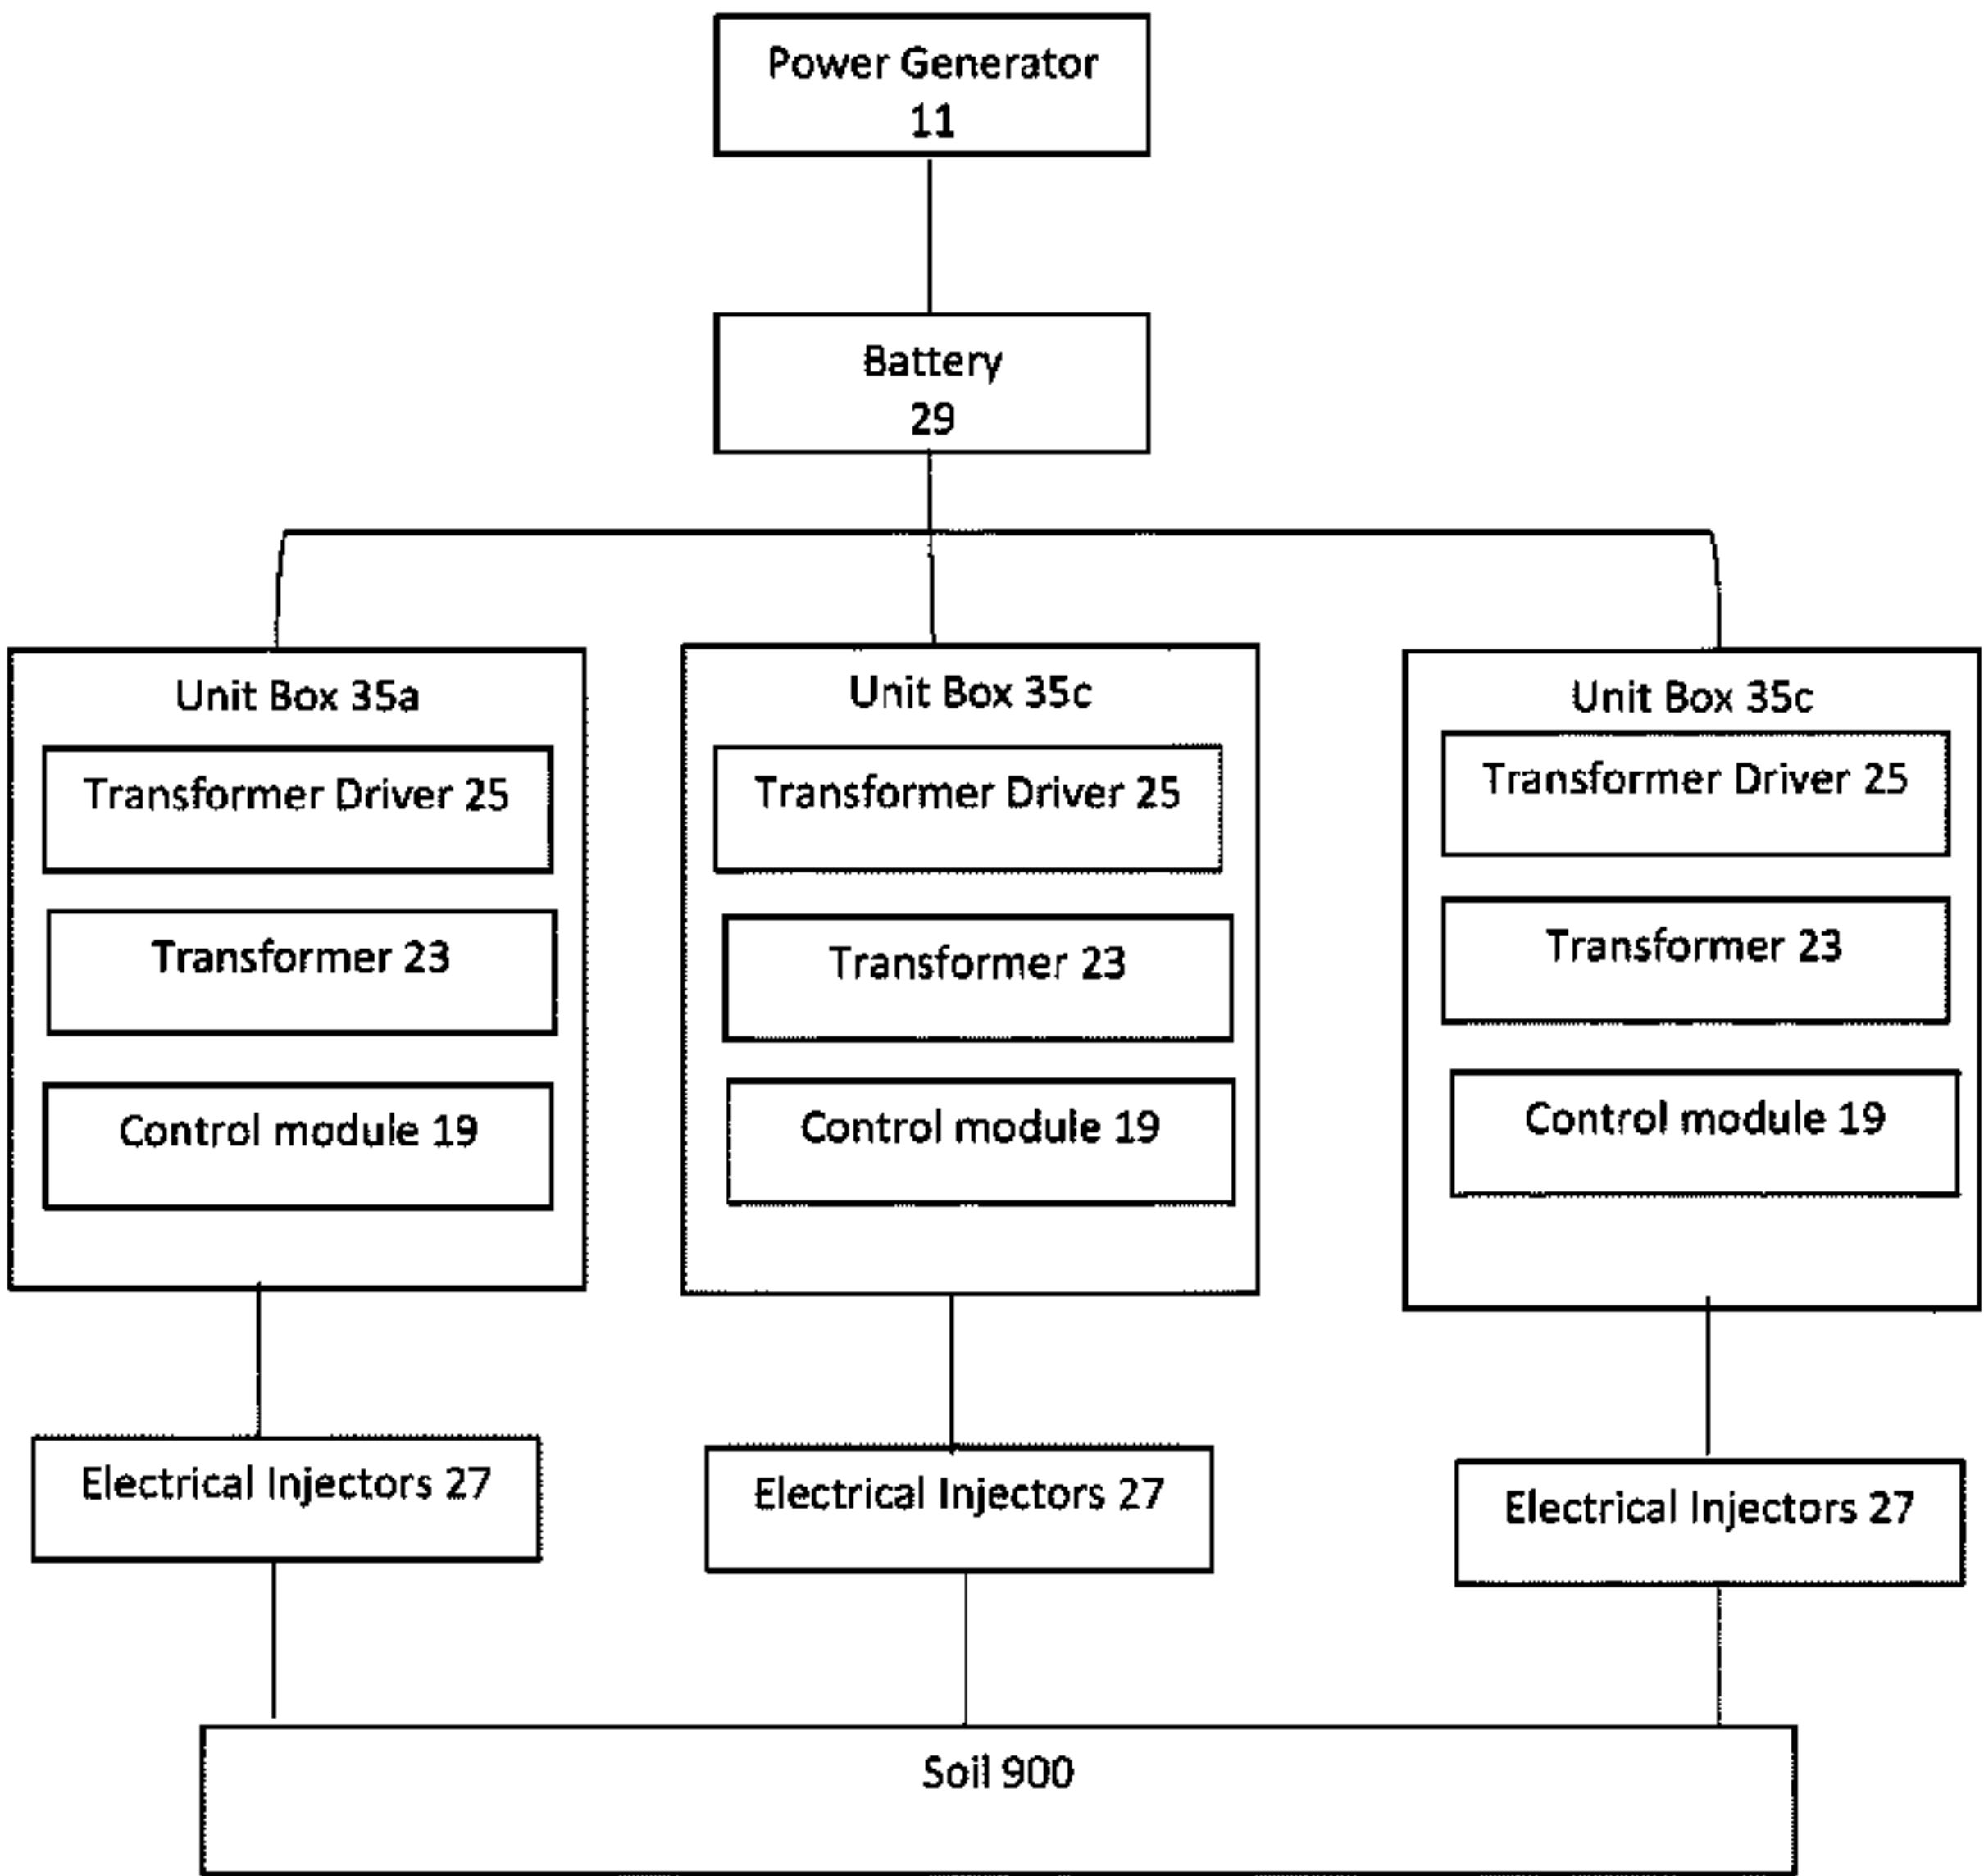 Power Generator
11
Battery
29
Unit Box 35a
Transformer Driver 25
Transformer 23
Control module 19
Unit Box 35c
Transformer Driver 25
Transformer 23
Control module 19
Unit Box 35c
Transformer Driver 25
Transformer 23
Control module 19
Electrical Injectors 27
Electrical Injectors 27
Electrical Injectors 27
Soil 900